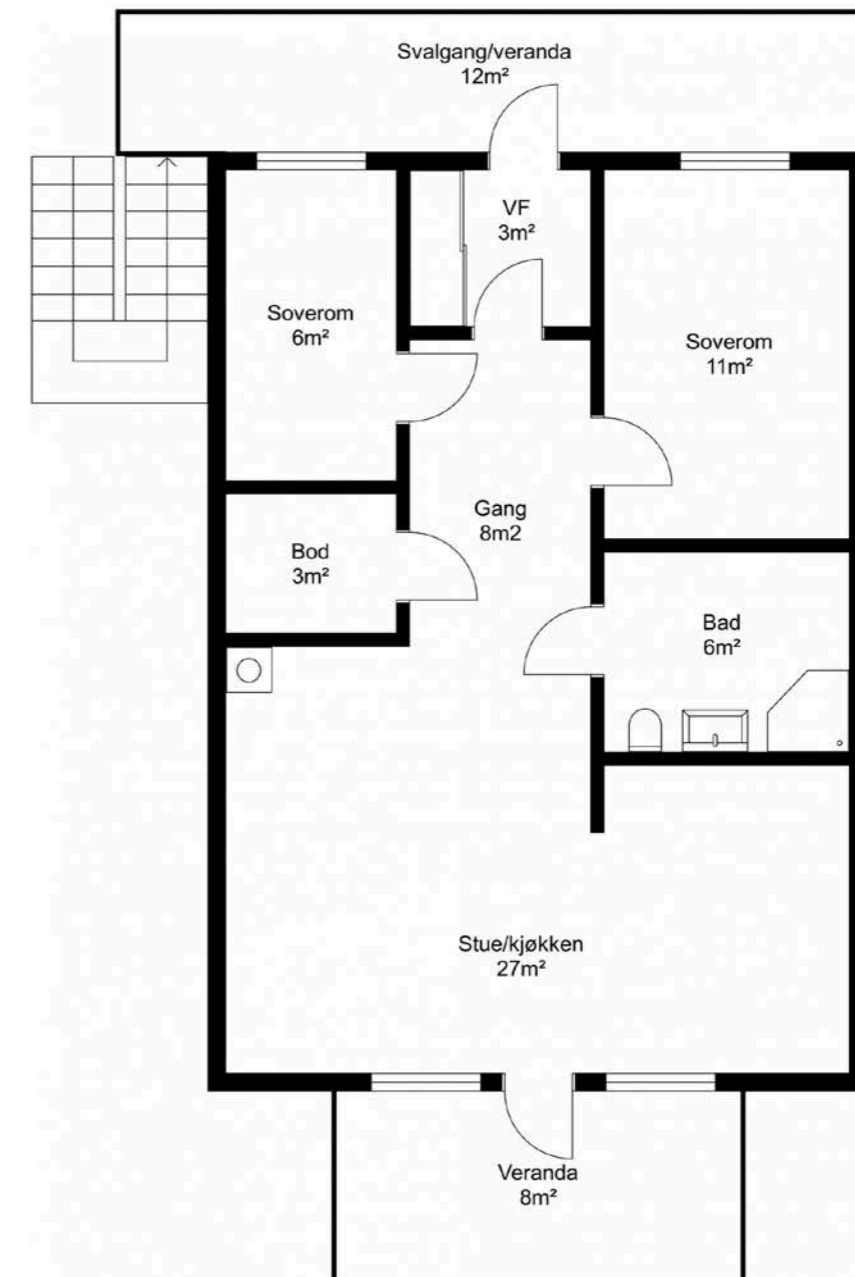 Svalgang/veranda
12m²
VF
3m²
Soverom
6m²
Soverom
11m²
Gang
8m2
Bod
3m²
Bad
6m²
Stue/kjøkken
27m²
Veranda
8m²